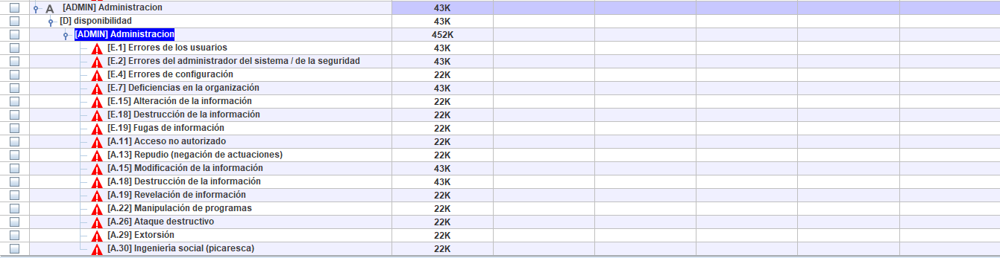 [ADMIN] Administracion 43K
[D] disponibilidad 43K
[ADMIN] Administracion 452K
[E.1] Errores de los usuarios 43K
[E.2] Errores del administrador del sistema / de la seguridad 43K
[E.4] Errores de configuración 22K
[E.7] Deficiencias en la organización 43K
[E.15] Alteración de la información 22K
[E.18] Destrucción de la información 22K
[E.19] Fugas de información 22K
[A.11] Acceso no autorizado 22K
[A.13] Repudio (negación de actuaciones) 22K
[A.15] Modificación de la información 43K
[A.18] Destrucción de la información 43K
[A.19] Revelación de información 22K
[A.22] Manipulación de programas 22K
[A.26] Ataque destructivo 22K
[A.29] Extorsión 22K
[A.30] Ingeniería social (picaresca) 22K